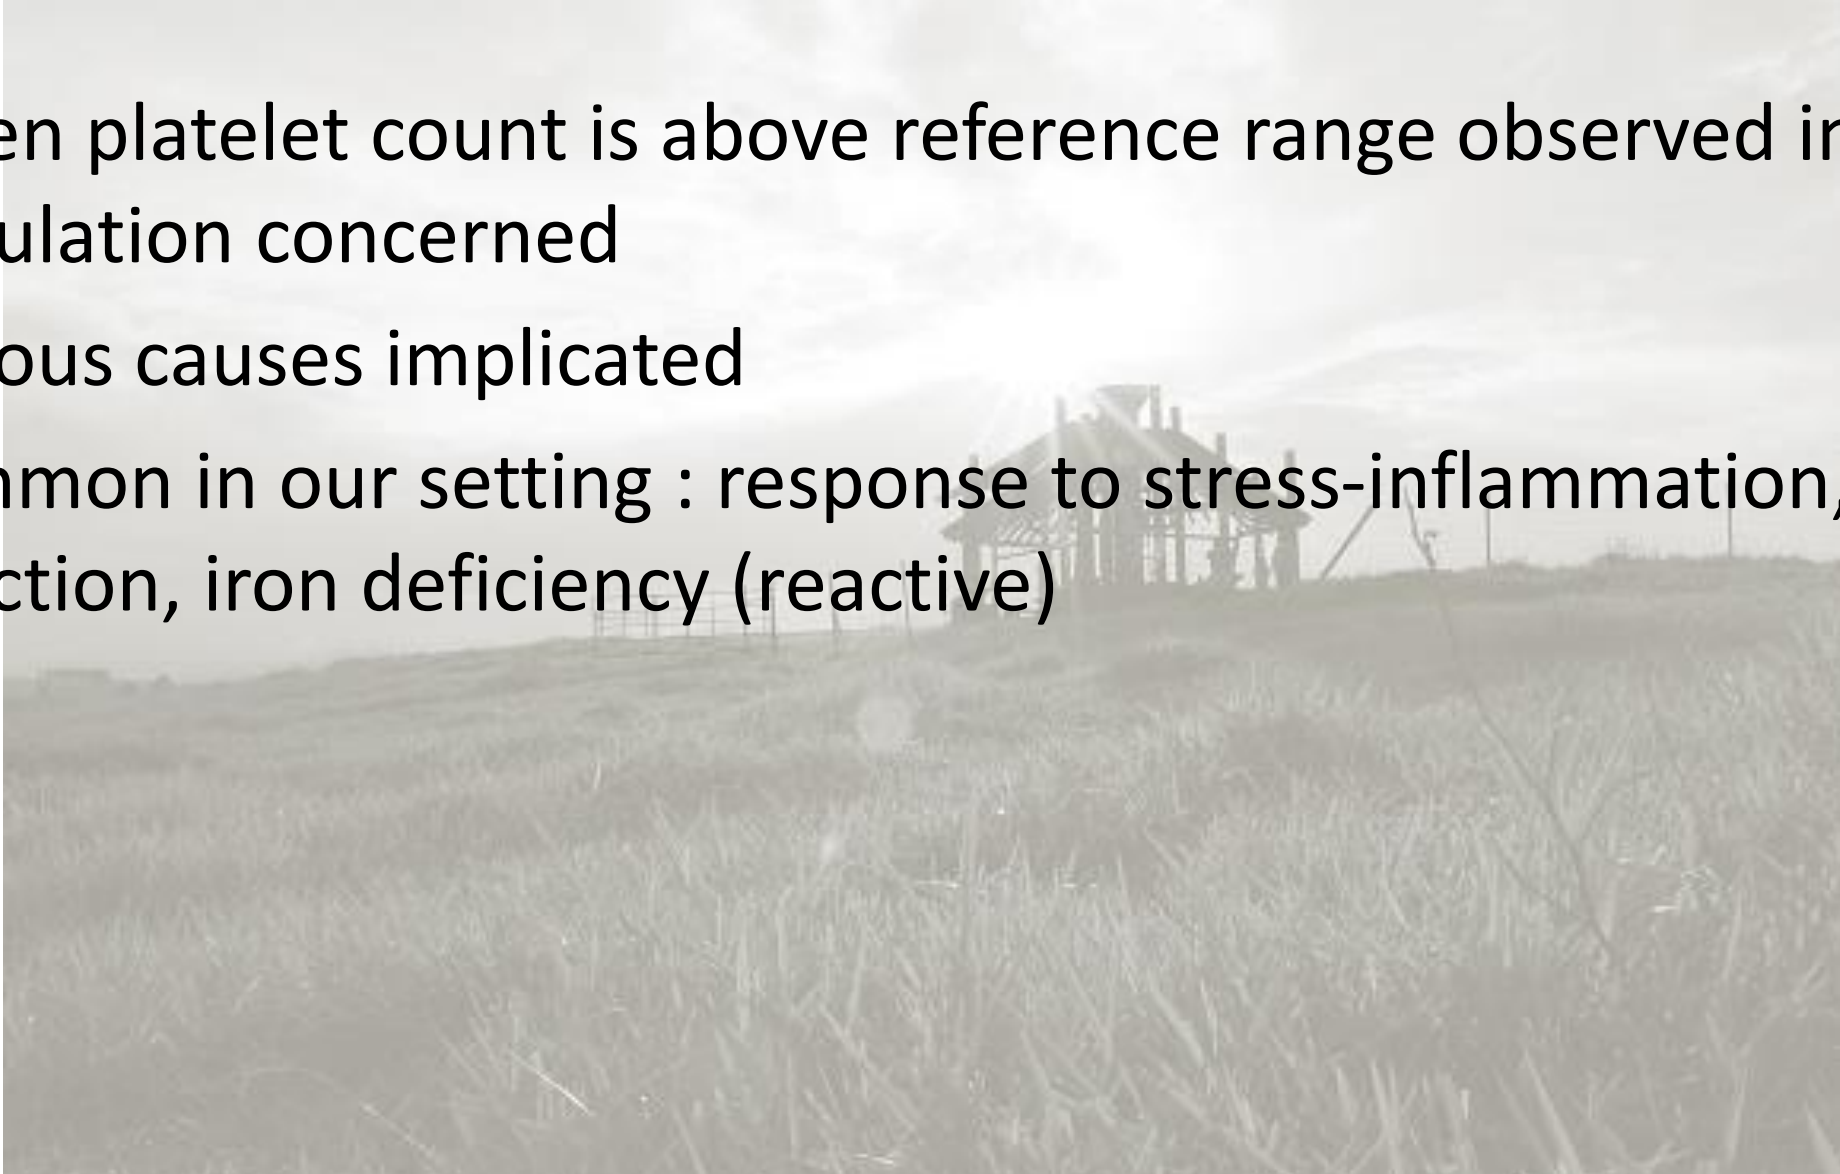 en platelet count is above reference range observed in
ulation concerned
ous causes implicated
mmon in our setting : response to stress-inflammation,
ction, iron deficiency (reactive)